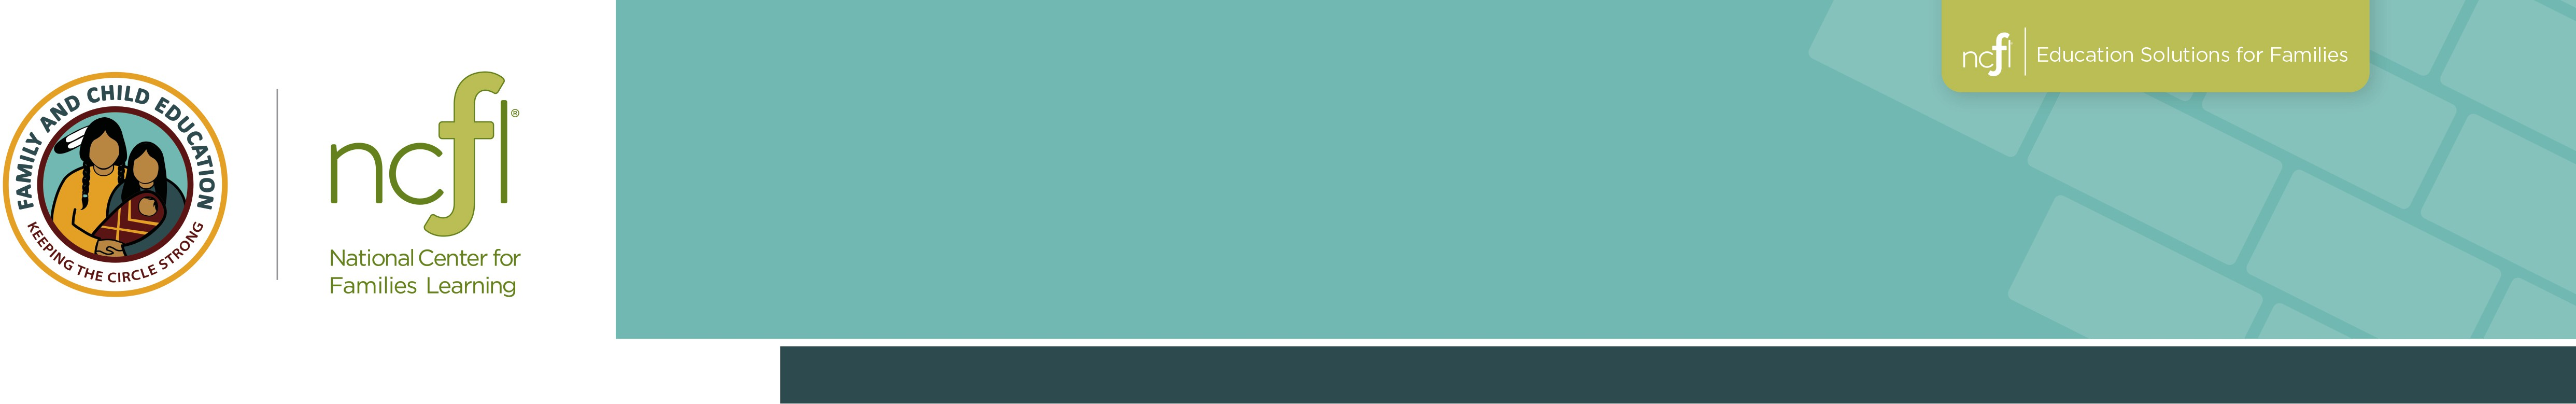 FAMILY AND CHILD EDUCATION
KEEPING THE CIRCLE STRONG
ncfl®
National Center for
Families Learning
ncfl Education Solutions for Families